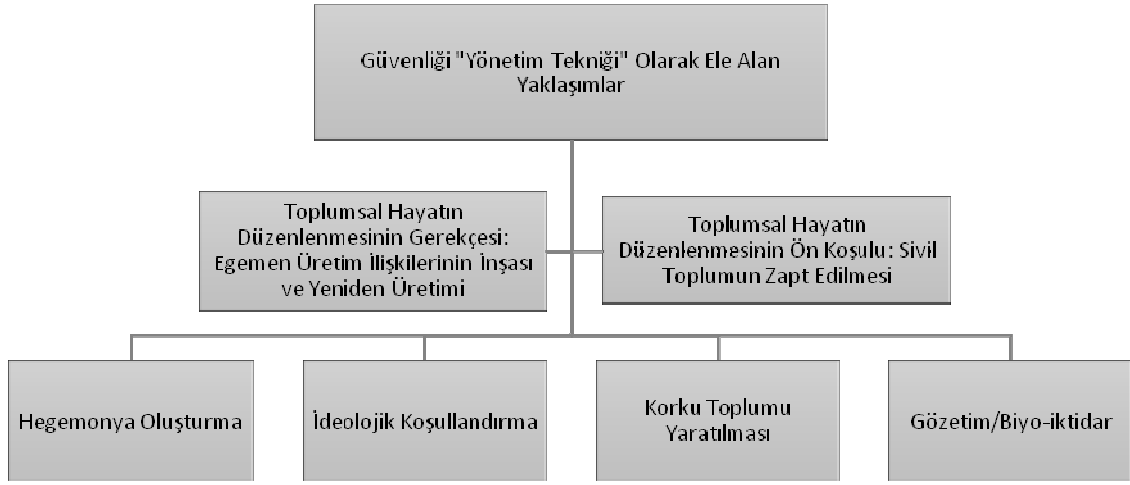 Güvenliği "Yönetim Tekniği" Olarak Ele Alan
Yaklaşımlar
Toplumsal Hayatın
Düzenlenmesinin Gerekçesi:
Egemen Üretim İlişkilerinin İnşası
ve Yeniden Üretimi
Toplumsal Hayatın
Düzenlenmesinin Ön Koşulu: Sivil
Toplumun Zapt Edilmesi
Hegemonya Oluşturma
İdeolojik Koşullandırma
Korku Toplumu
Yaratılması
Gözetim/Biyo-iktidar